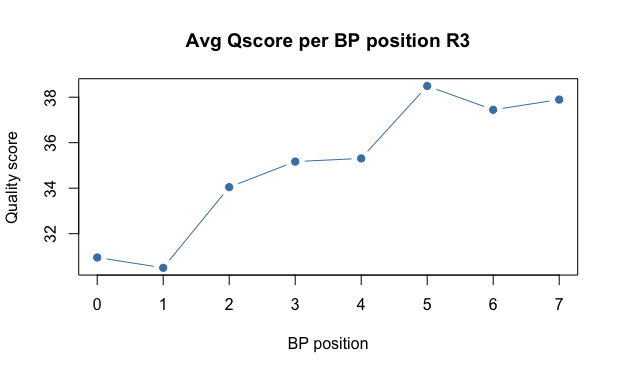 Avg Qscore per BP position R3
Quality score
38
36
34
32
0 1 2 3 4 5 6 7
BP position